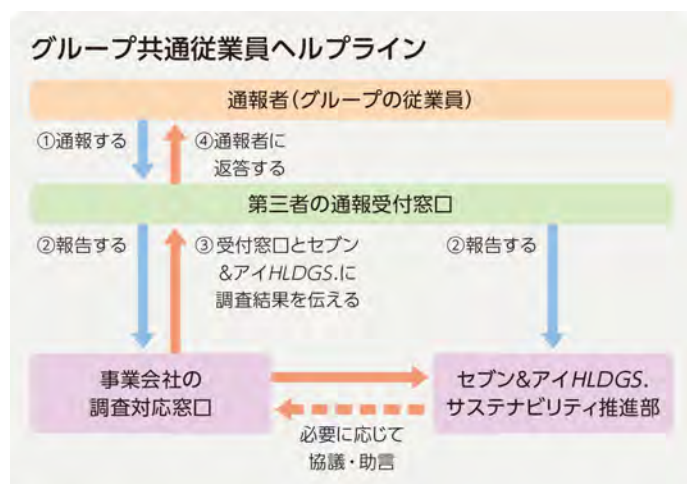 グループ共通従業員ヘルプライン
通報者(グループの従業員)
①通報する
④通報者に
返答する
第三者の通報受付窓口
②報告する
③受付窓口とセブン
&アイHLDGS.に
調査結果を伝える
②報告する
事業会社の
調査対応窓口
セブン&アイHLDGS.
サステナビリティ推進部
必要に応じて
協議・助言